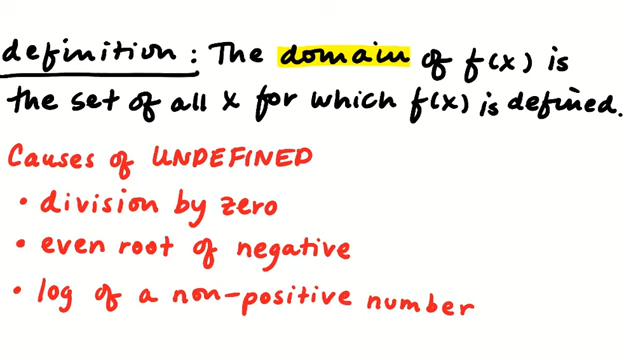 definition: The domain of f(x) is
the set of all x for which f(x) is defined.
Causes of UNDEFINED
• division by zero
• even root of negative
• log of a non-positive number